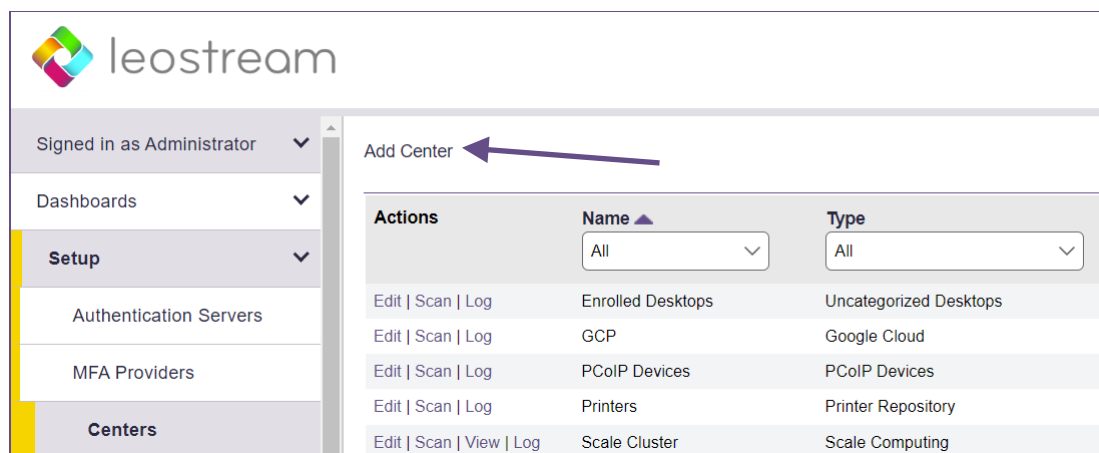 leostream
Signed in as Administrator
Dashboards
Setup
Authentication Servers
MFA Providers
Centers
Add Center
Actions Name Type
All All
Edit | Scan | Log Enrolled Desktops Uncategorized Desktops
Edit | Scan | Log GCP Google Cloud
Edit | Scan | Log PCoIP Devices PCoIP Devices
Edit | Scan | Log Printers Printer Repository
Edit | Scan | View | Log Scale Cluster Scale Computing